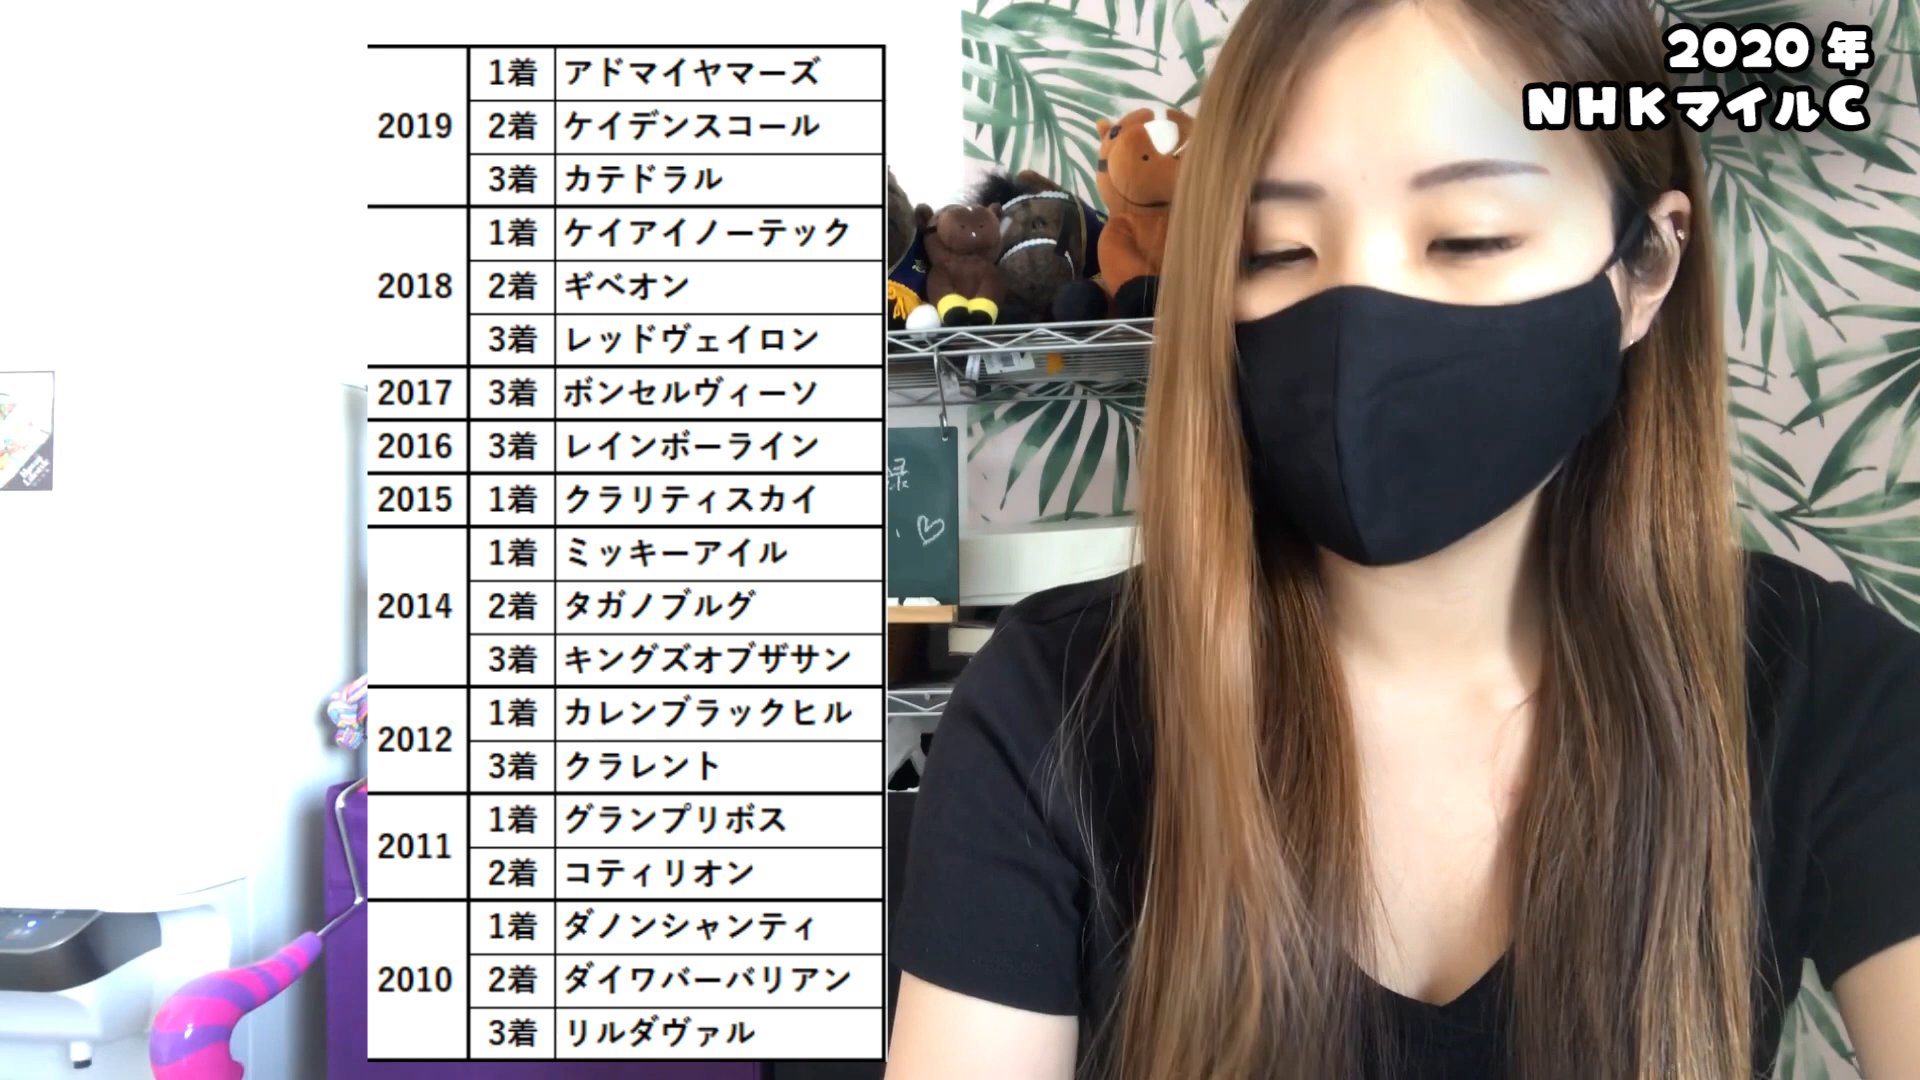 2020年
NHKマイルC
2019
1着 アドマイヤマーズ
2着 ケイデンスコール
3着 カテドラル
2018
1着 ケイアイノーテック
2着 ギベオン
3着 レッドヴェイロン
2017 3着 ボンセルヴィーソ
2016 3着 レインボーライン
2015 1着 クラリティスカイ
2014
1着 ミッキーアイル
2着 タガノブルグ
3着 キングズオブザサン
2012
1着 カレンブラックヒル
3着 クラレント
2011
1着 グランプリボス
2着 コティリオン
2010
1着 ダノンシャンティ
2着 ダイワバーバリアン
3着 リルダヴァル